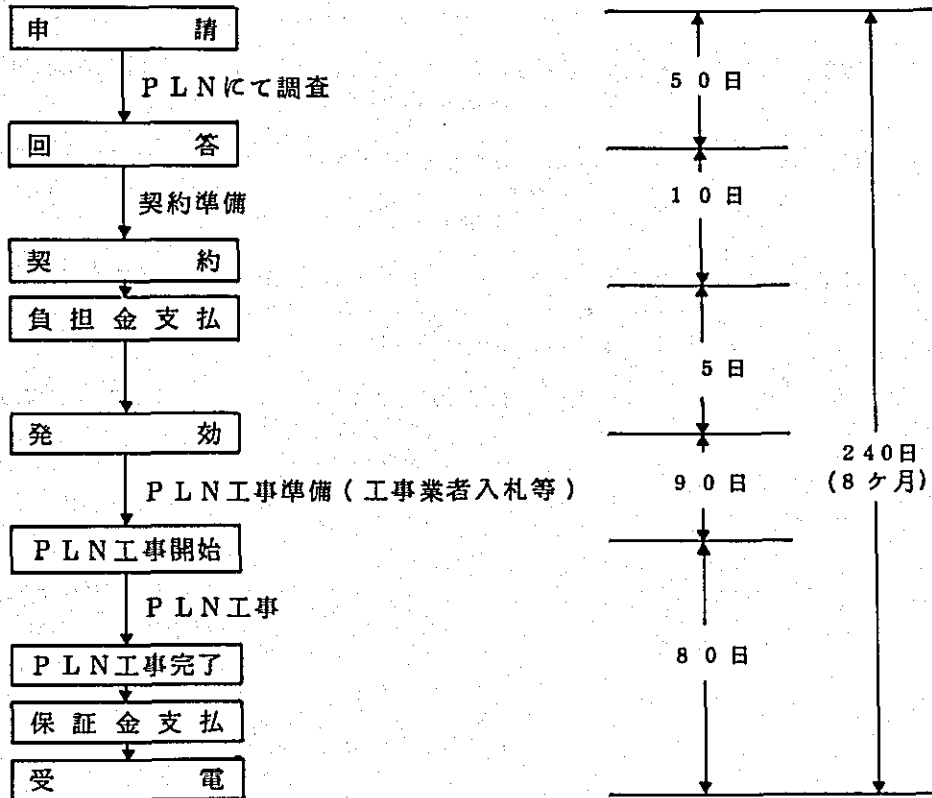 申請
PLNにて調査
回答
契約準備
契約
負担金支払
発効
PLN工事準備(工事業者入札等)
PLN工事開始
PLN工事
PLN工事完了
保証金支払
受電
50日
10日
5日
90日
80日
240日
(8ケ月)